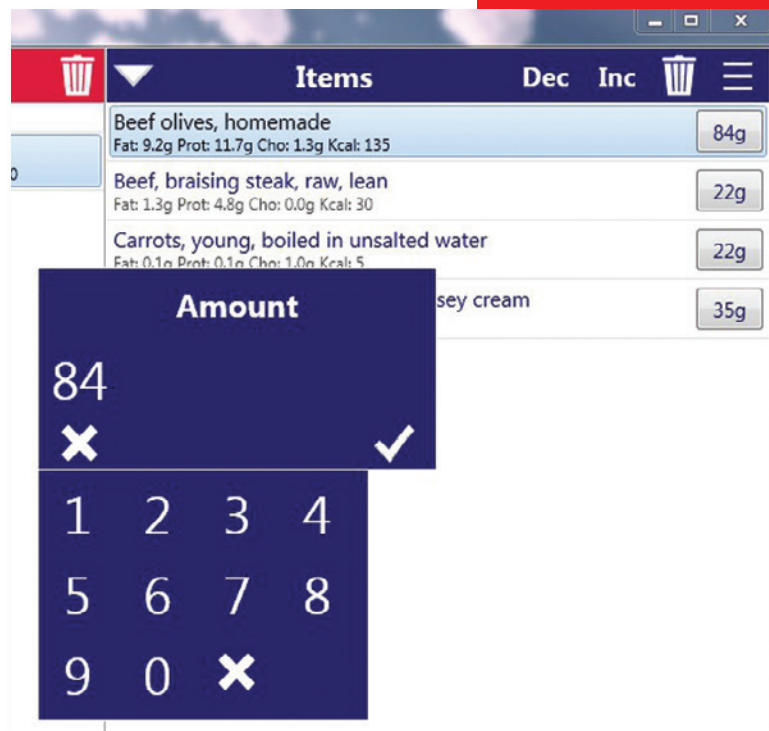 Items Dec Inc
Beef olives, homemade
Fat: 9.2g Prot: 11.7g Cho: 1.3g Kcal: 135
84g
0
Beef, braising steak, raw, lean
Fat: 1.3g Prot: 4.8g Cho: 0.0g Kcal: 30
22g
Carrots, young, boiled in unsalted water
Fat: 0.1g Prot: 0.1g Cho: 1.0g Kcal: 5
22g
sey cream
35g
Amount
84
1 2 3 4
5 6 7 8
9 0